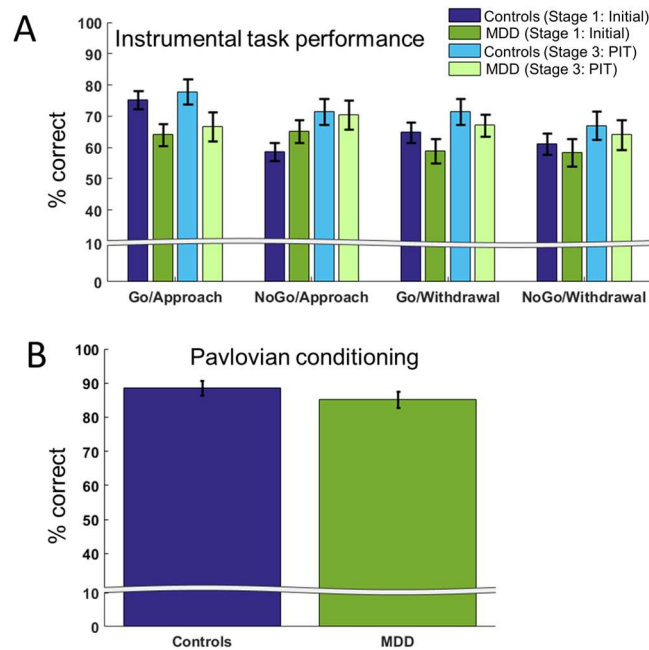 A
Instrumental task performance
Controls (Stage 1: Initial)
MDD (Stage 1: Initial)
Controls (Stage 3: PIT)
MDD (Stage 3: PIT)
% correct
100
90
80
70
60
50
40
10
0
Go/Approach NoGo/Approach Go/Withdrawal NoGo/Withdrawal
B
Pavlovian conditioning
% correct
100
90
80
70
60
50
40
10
0
Controls MDD